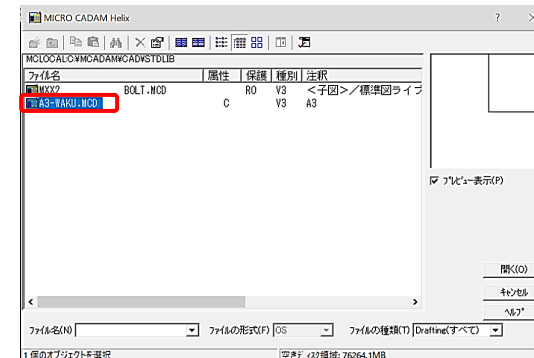 MICRO CADAM Helix
MCLOCALC:¥MCADAM¥CAD¥STDLIB
ファイル名 属性 保護 種別 注釈
MXX2 BOLT.MCD RO V3 <子図>/標準図ライブ
A3-WAKU.MCD C V3 A3
プレビュー表示(P)
開く(O)
キャンセル
ヘルプ
ファイル名(N) ファイルの形式(F) OS ファイルの種類(T) Drafting(すべて)
1 個のオブジェクトを選択 空きディスク領域: 76264.1MB